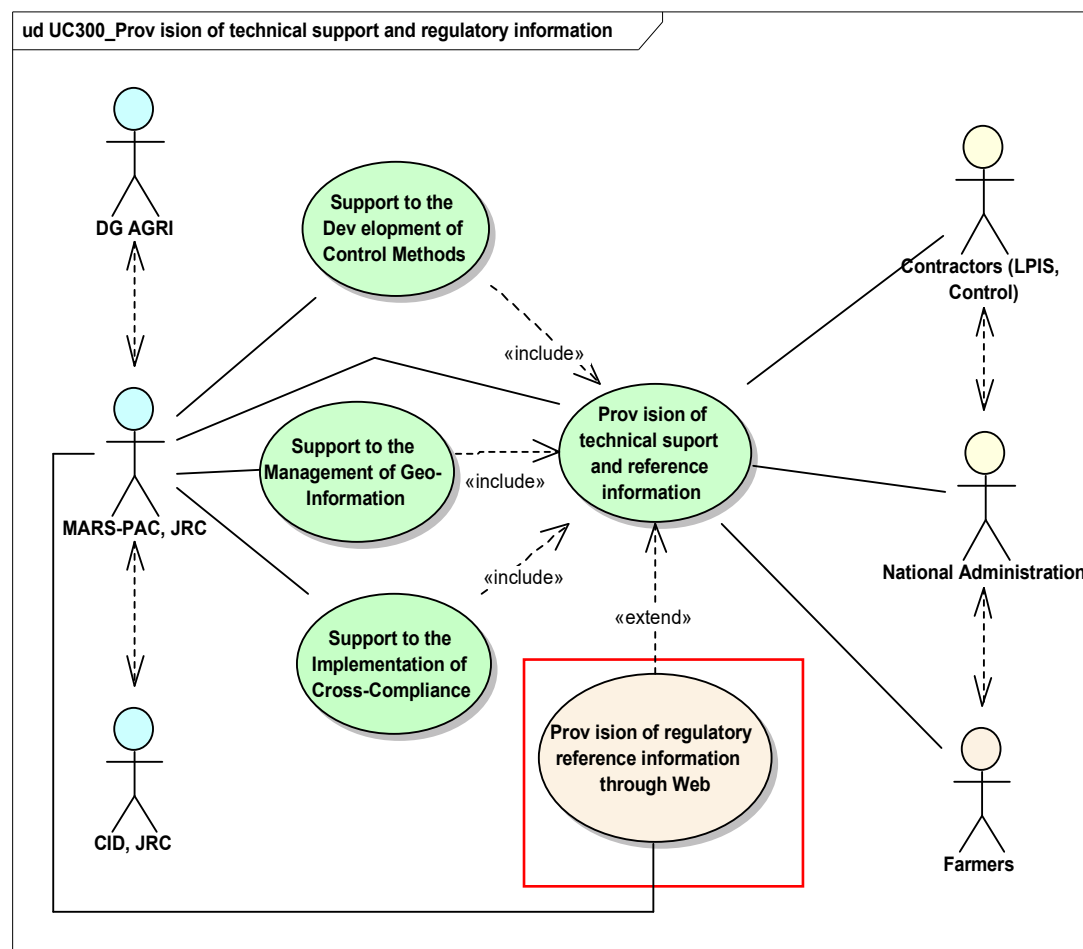 ud UC300_Prov ision of technical support and regulatory information
DG AGRI
Support to the
Dev elopment of
Control Methods
Contractors (LPIS,
Control)
«include»
MARS-PAC, JRC
Support to the
Management of Geo-
Information
«include»
Prov ision of
technical suport
and reference
information
National Administration
«include»
Support to the
Implementation of
Cross-Compliance
«extend»
Prov ision of regulatory
reference information
through Web
CID, JRC
Farmers